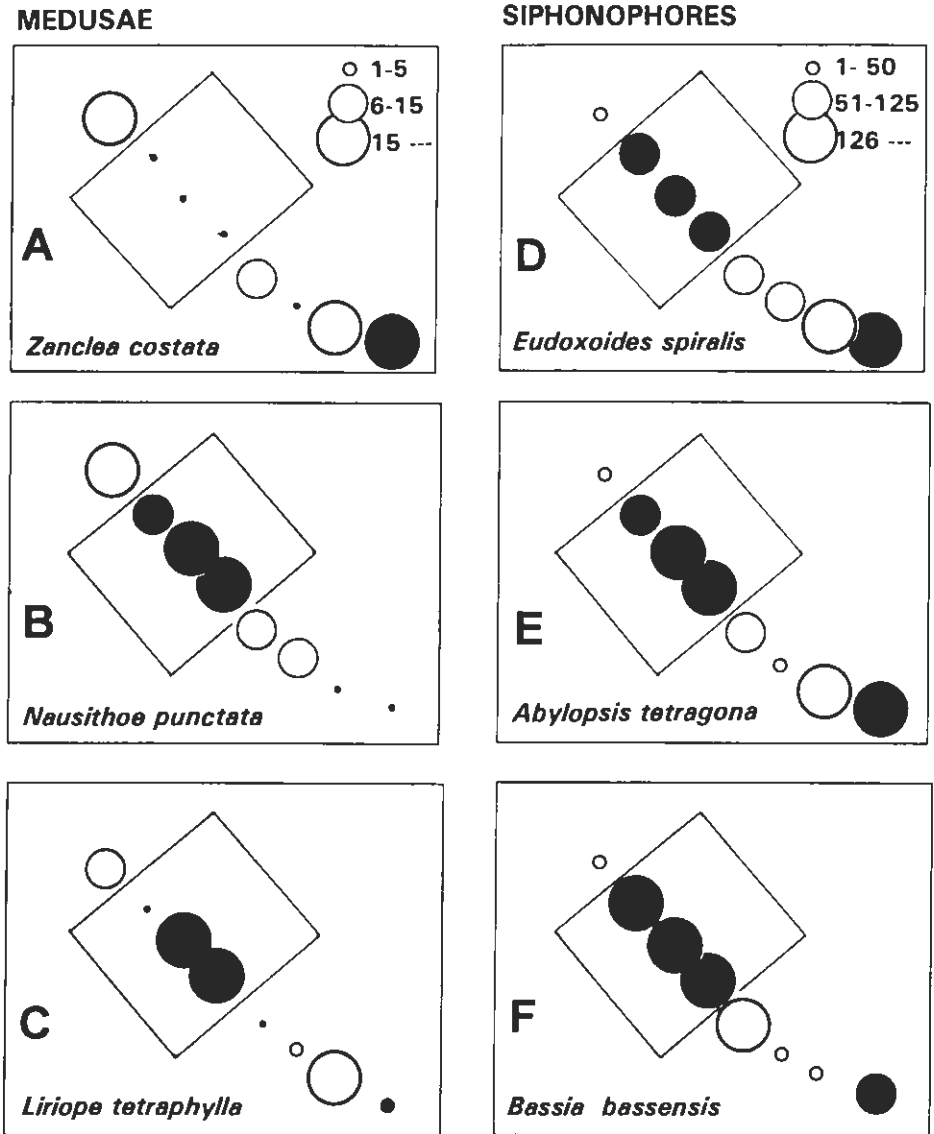 MEDUSAE
SIPHONOPHORES
1-5
6-15
15 ---
A
Zanclea costata
1- 50
51-125
126 ---
D
Eudoxoides spiralis
B
Nausithoe punctata
E
Abylopsis tetragona
C
Liriope tetraphylla
F
Bassia bassensis